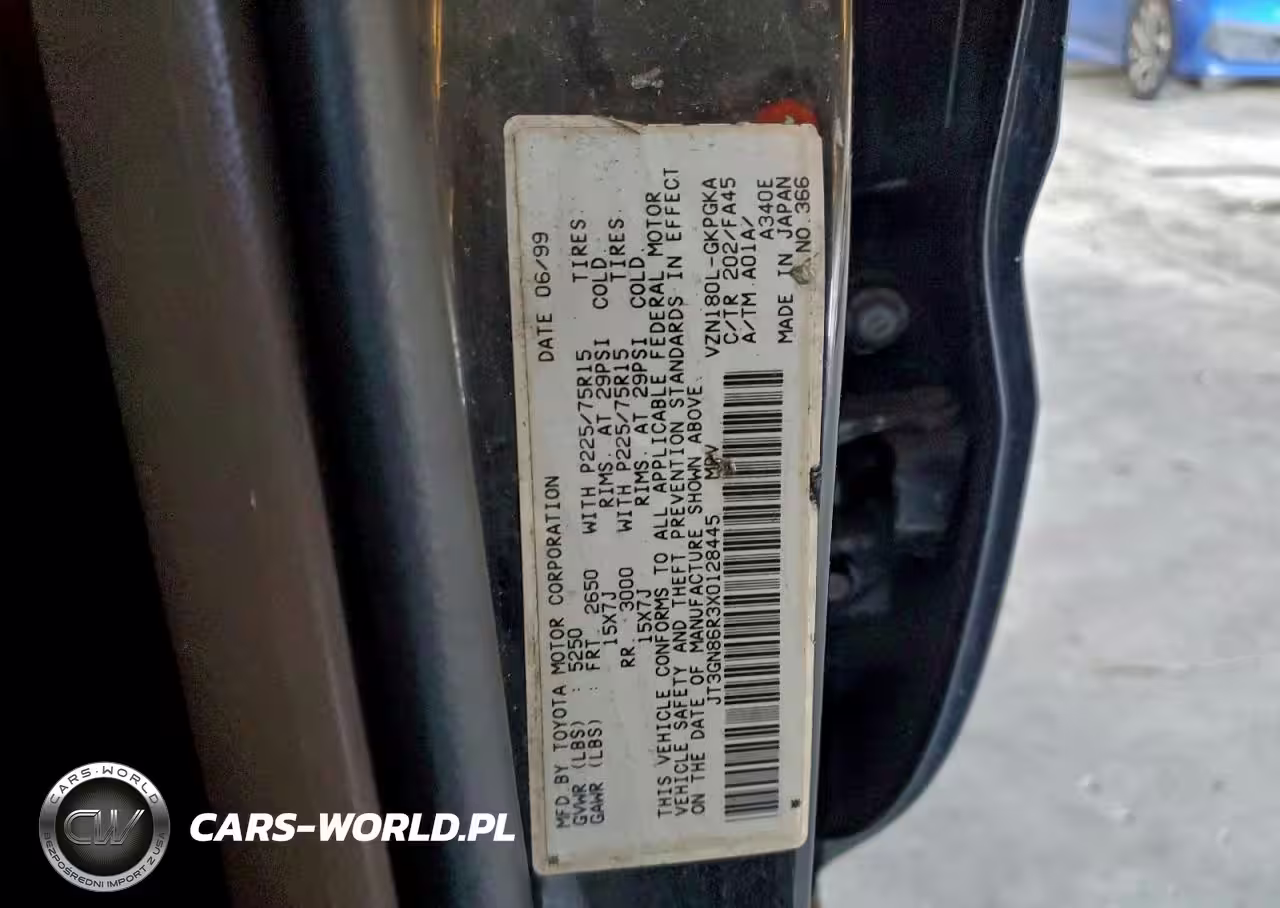 MFD.BY TOYOTA MOTOR CORPORATION DATE 06/99
GVWR (LBS) : 5250
GAWR (LBS) : FRT. 2650 WITH P225/75R15 TIRES.
15X7J RIMS. AT 29PSI COLD.
RR. 3000 WITH P225/75R15 TIRES.
15X7J RIMS. AT 29PSI COLD.
THIS VEHICLE CONFORMS TO ALL APPLICABLE FEDERAL MOTOR
VEHICLE SAFETY AND THEFT PREVENTION STANDARDS IN EFFECT
ON THE DATE OF MANUFACTURE SHOWN ABOVE.
JT3GN86R3X0128445 MPV VZN180L-GKPGKA
C/TR 202/FA45
A/TM A01A/
A340E
MADE IN JAPAN
NO.366
CARS-WORLD
CW
BEZPOŚREDNI IMPORT Z USA
CARS-WORLD.PL